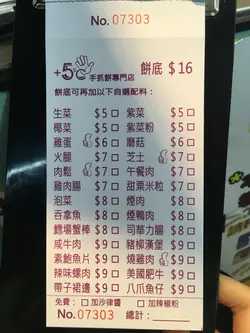 No. 07303
+5℃ 手抓餅專門店 餅底 $16
餅底可再加以下自選配料：
生菜 $5 紫菜 $5
椰菜 $5 紫菜粉 $5
雞蛋 $6 蘑菇 $6
火腿 $7 芝士 $7
肉鬆 $7 午餐肉 $7
雞肉腸 $7 甜粟米粒 $7
泡菜 $8 煙肉 $8
吞拿魚 $8 煙鴨肉 $8
鱈場蟹棒 $8 司華力腸 $8
咸牛肉 $9 豬柳漢堡 $9
素鮑魚片 $9 燒雞肉 $9
辣味螺肉 $9 美國肥牛 $9
帶子裙邊 $9 八爪魚仔 $9
免費： 加沙律醬 加辣椒粉
No. 07303 總計：